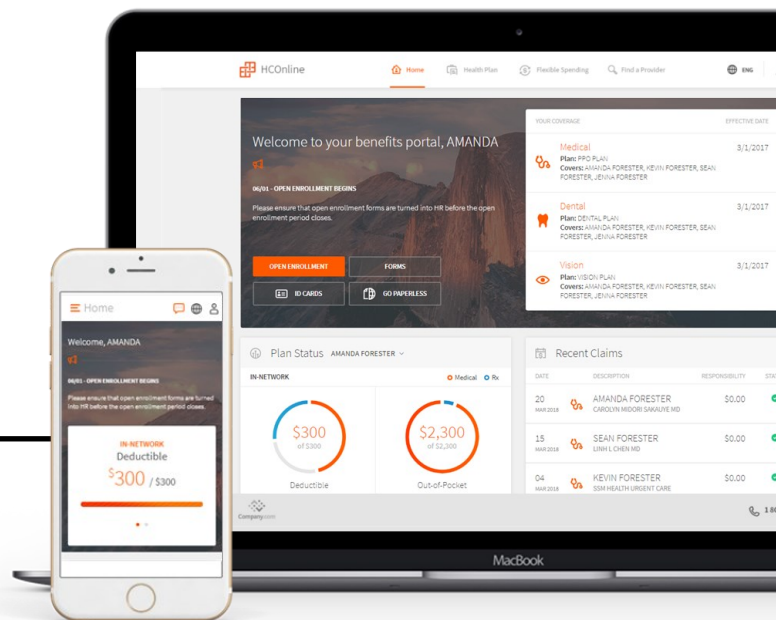 HCOnline
Home
Health Plan
Flexible Spending
Find a Provider
ENG
Welcome to your benefits portal, AMANDA
06/01 - OPEN ENROLLMENT BEGINS
Please ensure that open enrollment forms are turned into HR before the open
enrollment period closes.
OPEN ENROLLMENT
FORMS
ID CARDS
GO PAPERLESS
YOUR COVERAGE
EFFECTIVE DATE
Medical
3/1/2017
Plan: PPO PLAN
Covers: AMANDA FORESTER, KEVIN FORESTER, SEAN
FORESTER, JENNA FORESTER
Dental
3/1/2017
Plan: DENTAL PLAN
Covers: AMANDA FORESTER, KEVIN FORESTER, SEAN
FORESTER, JENNA FORESTER
Vision
3/1/2017
Plan: VISION PLAN
Covers: AMANDA FORESTER, KEVIN FORESTER, SEAN
FORESTER, JENNA FORESTER
Plan Status AMANDA FORESTER
IN-NETWORK
Medical Rx
$300
of $300
Deductible
$2,300
of $2,300
Out-of-Pocket
Recent Claims
DATE DESCRIPTION RESPONSIBILITY
20 AMANDA FORESTER $0.00
MAR 2018 CAROLYN MIDORI SAKAUYE MD
15 SEAN FORESTER $0.00
MAR 2018 LINH L CHEN MD
04 KEVIN FORESTER $0.00
MAR 2018 SSM HEALTH URGENT CARE
Company.com
MacBook
Home
Welcome, AMANDA
06/01 - OPEN ENROLLMENT BEGINS
Please ensure that open enrollment forms are turned
into HR before the open enrollment period closes.
IN-NETWORK
Deductible
$300 / $300